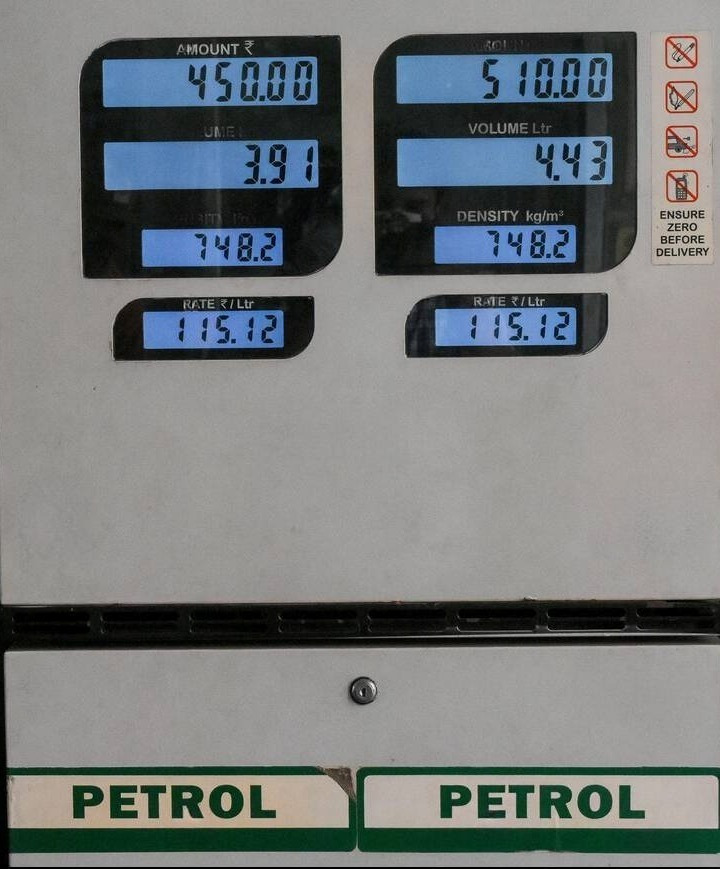 AMOUNT ₹
450.00
3.91
748.2
RATE ₹ / Ltr
115.12
510.00
VOLUME Ltr
4.43
DENSITY kg/m³
748.2
RATE ₹ / Ltr
115.12
ENSURE
ZERO
BEFORE
DELIVERY
PETROL
PETROL